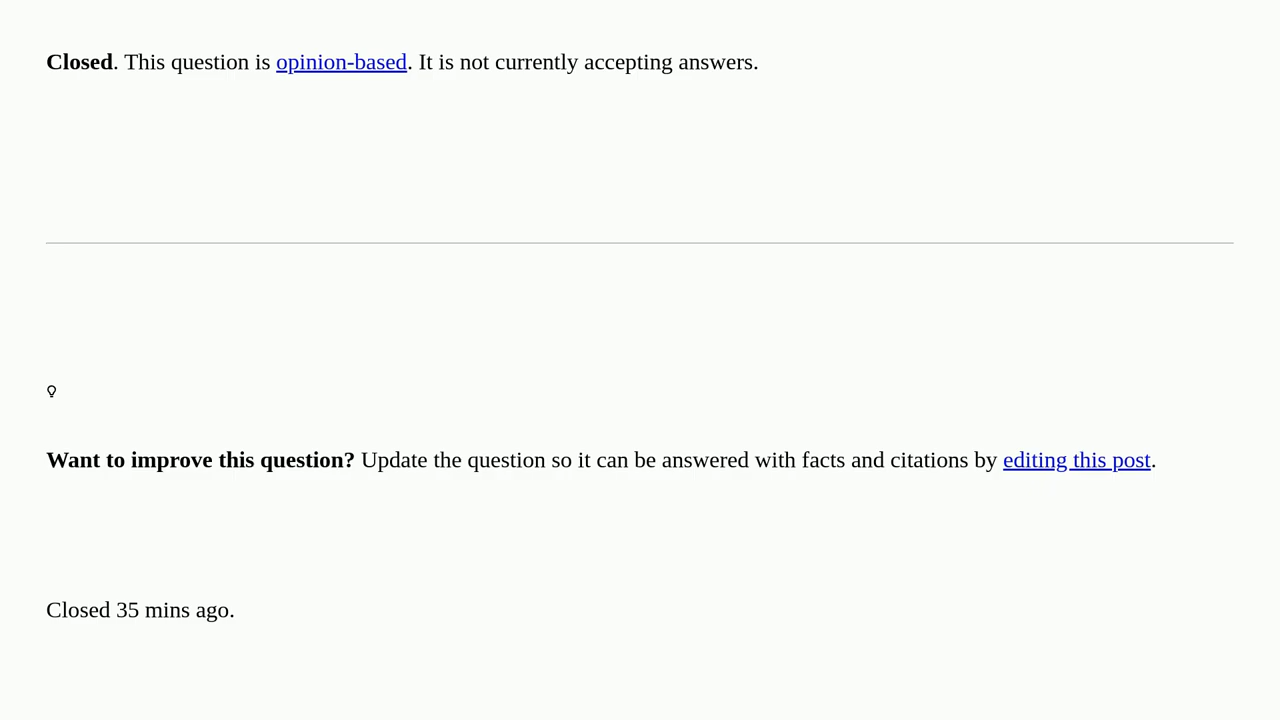 Closed. This question is opinion-based. It is not currently accepting answers.
Want to improve this question? Update the question so it can be answered with facts and citations by editing this post.
Closed 35 mins ago.